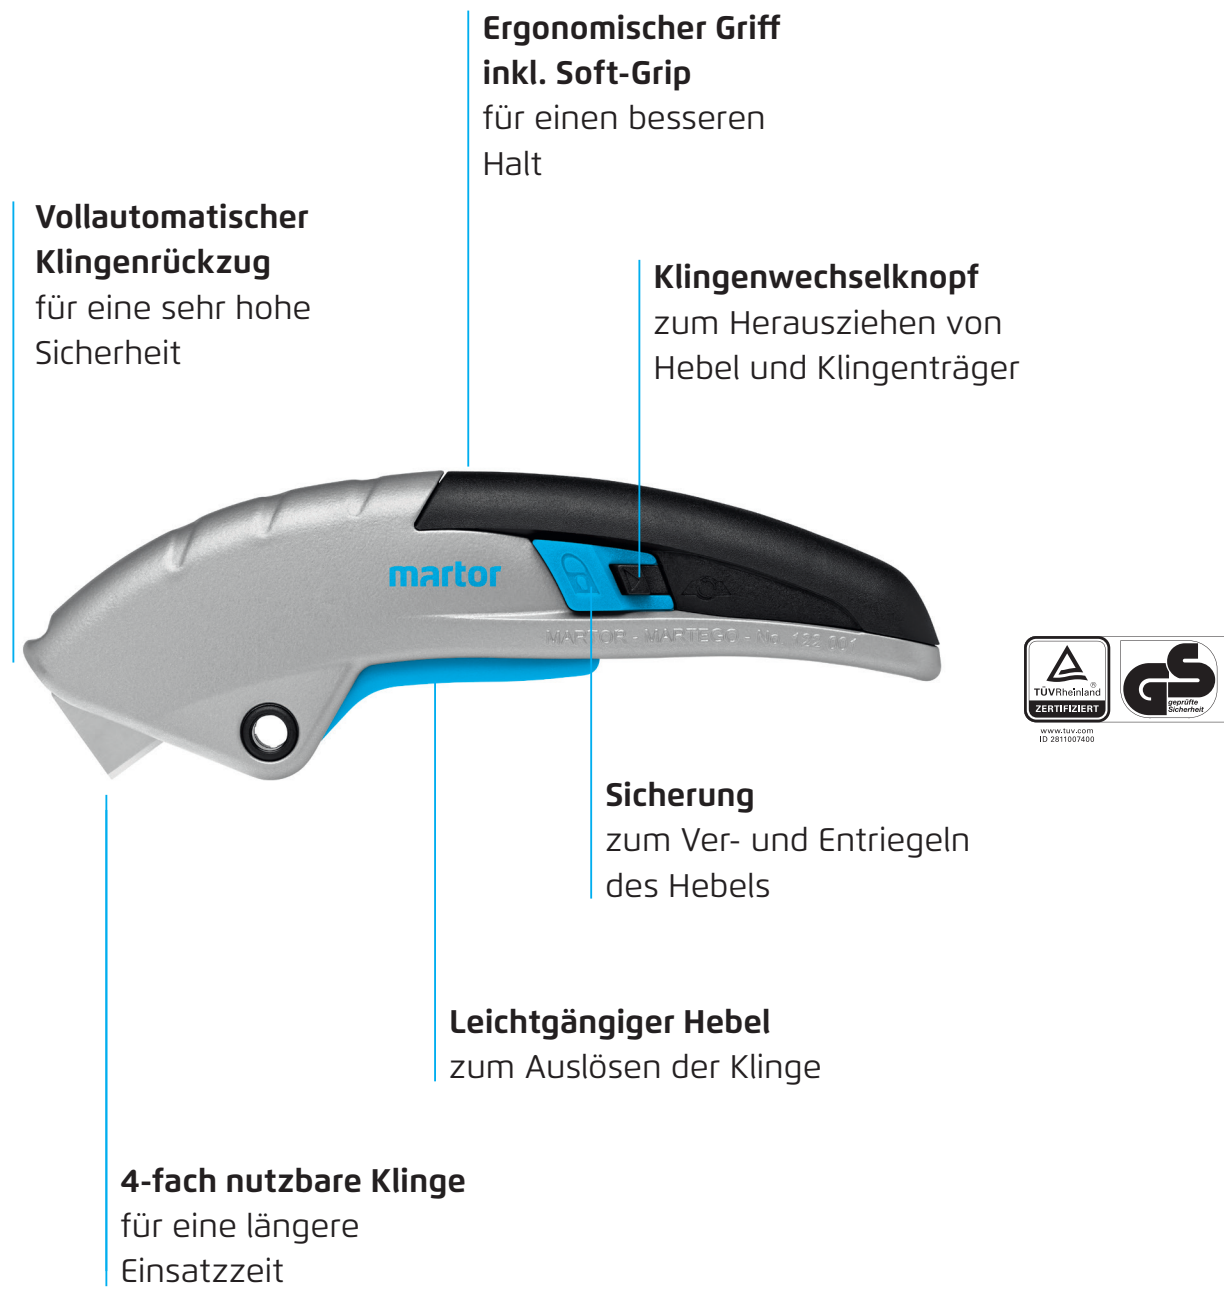 Ergonomischer Griff
inkl. Soft-Grip
für einen besseren
Halt
Vollautomatischer
Klingenrückzug
für eine sehr hohe
Sicherheit
Klingenwechselknopf
zum Herausziehen von
Hebel und Klingenträger
martor
MARTOR - MARTEGO - No. 122 001
TÜVRheinland
®
ZERTIFIZIERT
www.tuv.com
ID 2811007400
GS
geprüfte
Sicherheit
Sicherung
zum Ver- und Entriegeln
des Hebels
Leichtgängiger Hebel
zum Auslösen der Klinge
4-fach nutzbare Klinge
für eine längere
Einsatzzeit